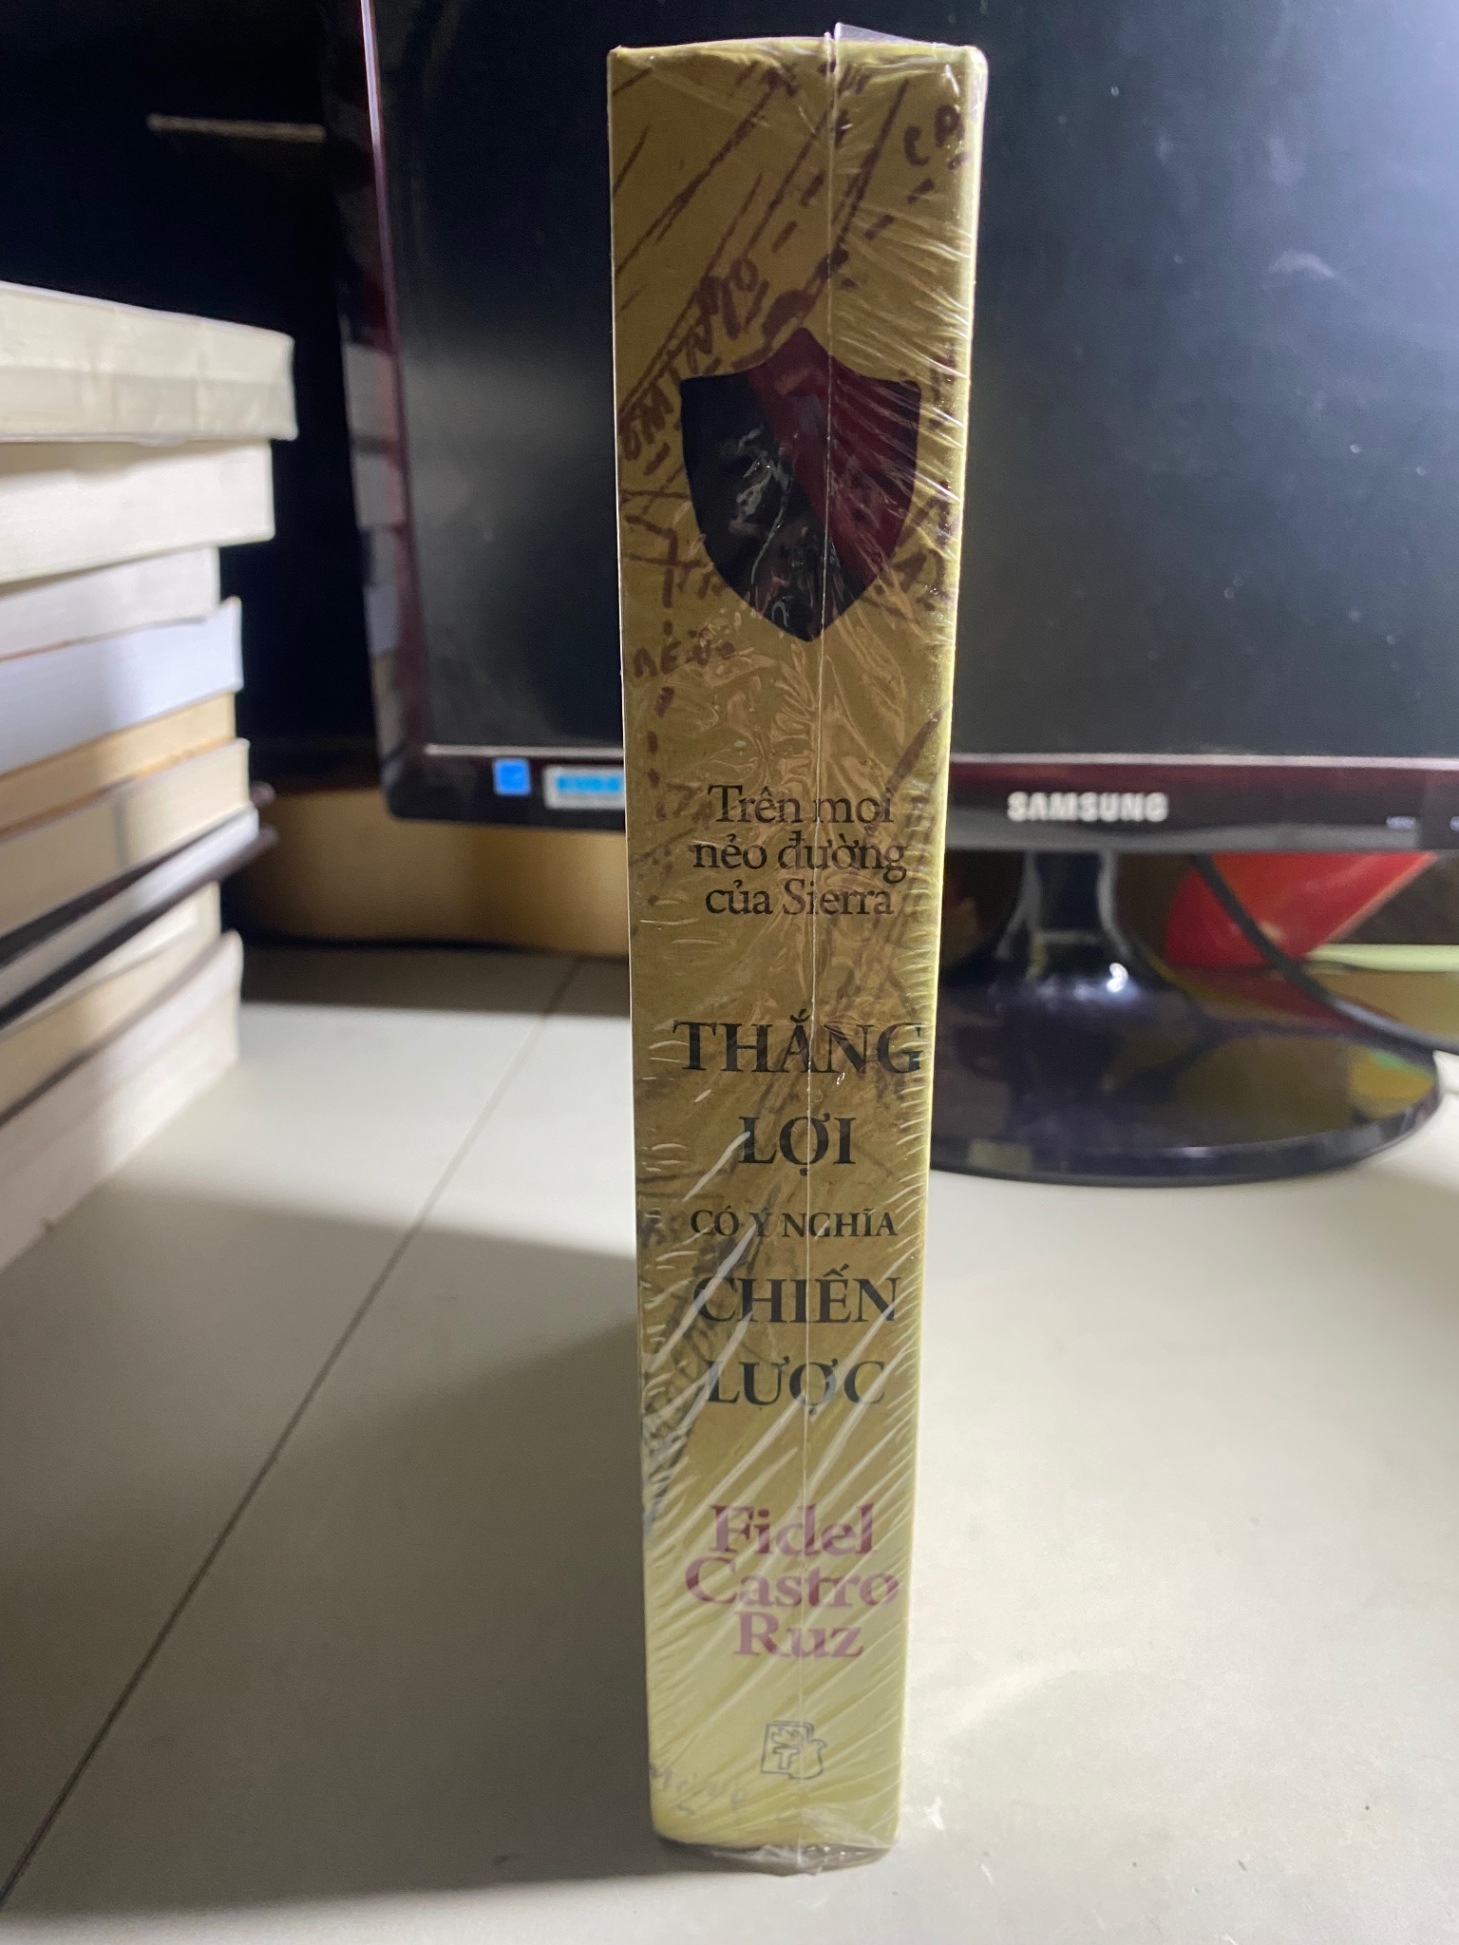 Trên mọi
nẻo đường
của Sierra
THẮNG
LỢI
CÓ Ý NGHĨA
CHIẾN
LƯỢC
Fidel
Castro
Ruz
SAMSUNG